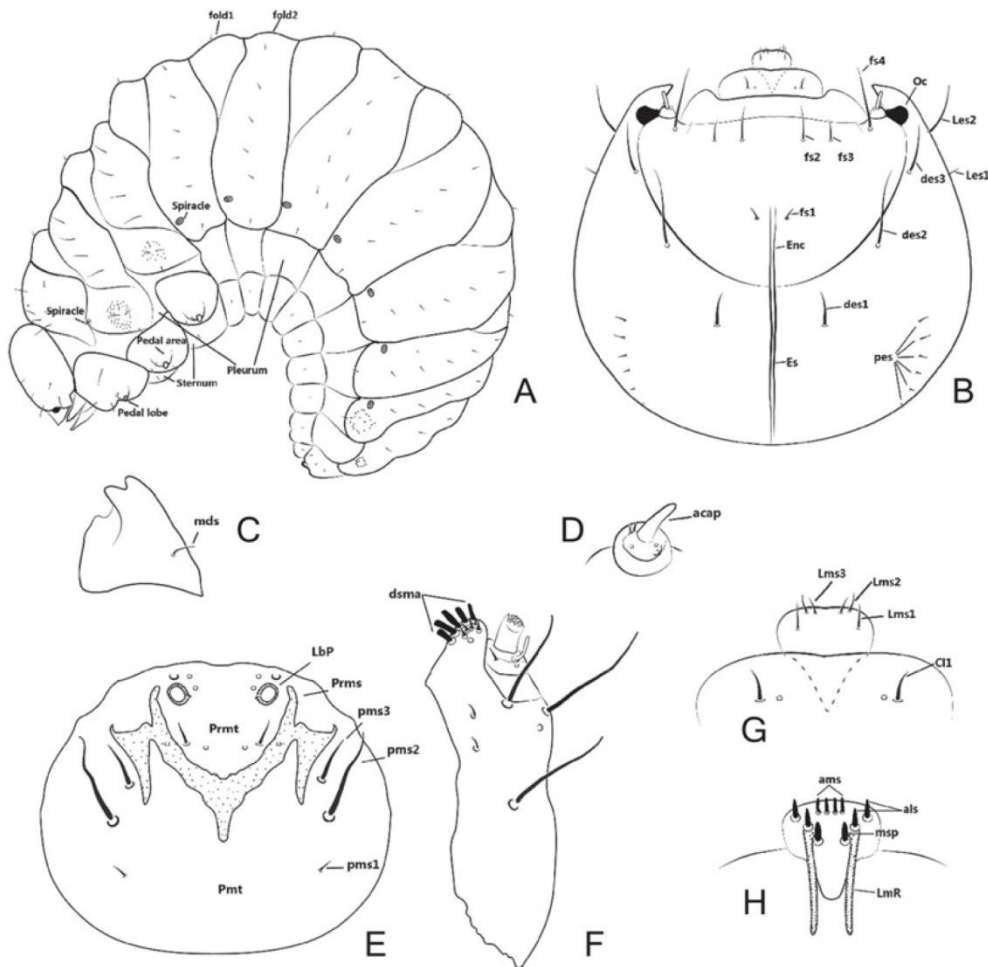 fold1
fold2
Spiracle
Spiracle
Pedal area
Sternum
Pleurum
Pedal lobe
A
fs4
Oc
Les2
fs2
fs3
des3
Les1
fs1
Enc
des2
des1
Es
pes
B
mds
C
D
acap
dsma
Lms3
Lms2
Lms1
Cl1
G
LbP
Prms
Prmt
pms3
pms2
pms1
Pmt
E
F
ams
als
msp
LmR
H